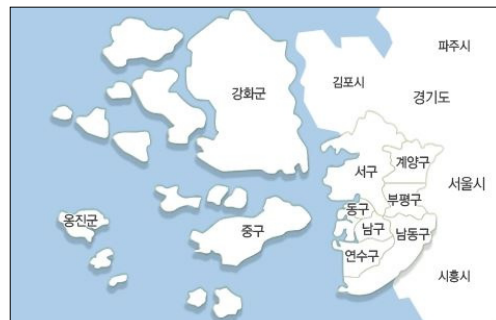 파주시
김포시
강화군
경기도
계양구
서구
서울시
부평구
동구
옹진군
중구
남구
남동구
연수구
시흥시